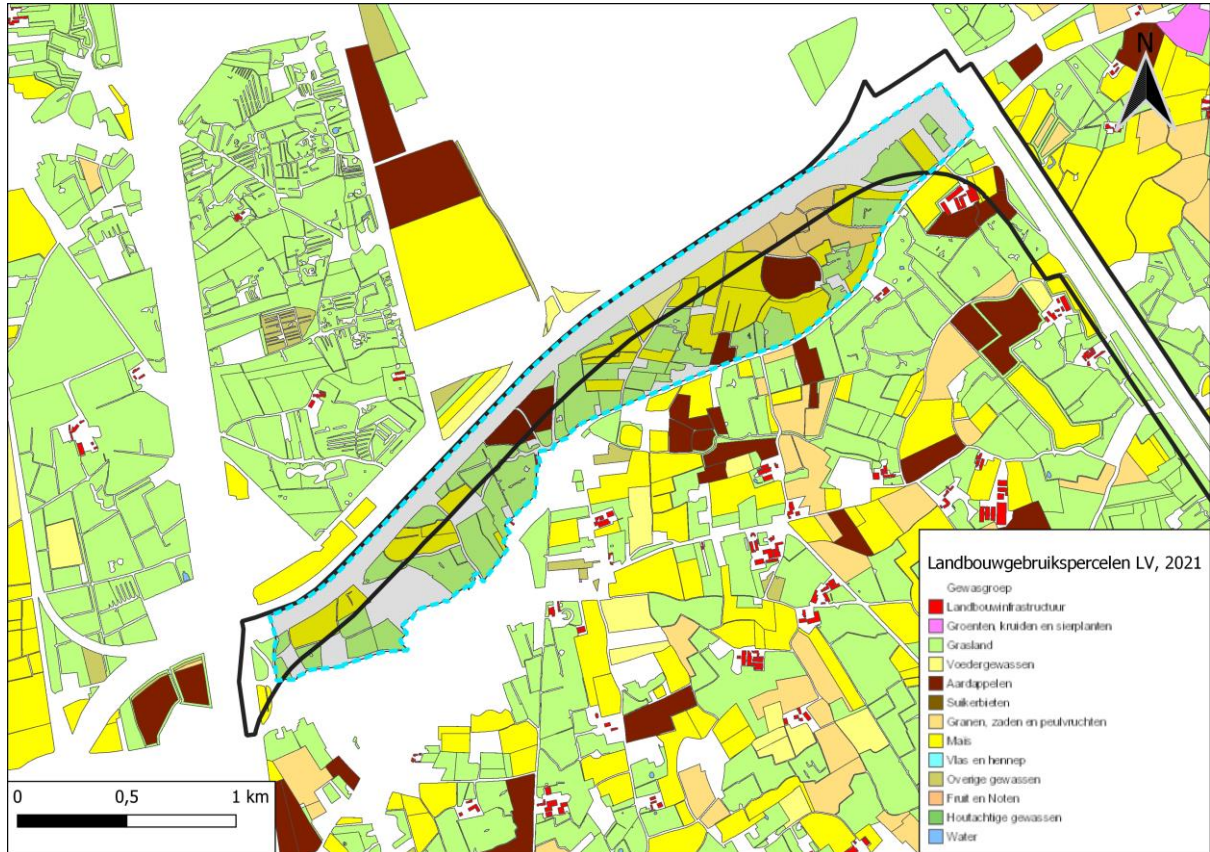 N
Landbouwgebruikspercelen LV, 2021
Gewasgroep
Landbouwinfrastructuur
Groenten, kruiden en sierplanten
Grasland
Voedergewassen
Aardappelen
Suikerbieten
Granen, zaden en peulvruchten
Mais
Vlas en hennep
Overige gewassen
Fruit en Noten
Houtachtige gewassen
Water
0 0,5 1 km